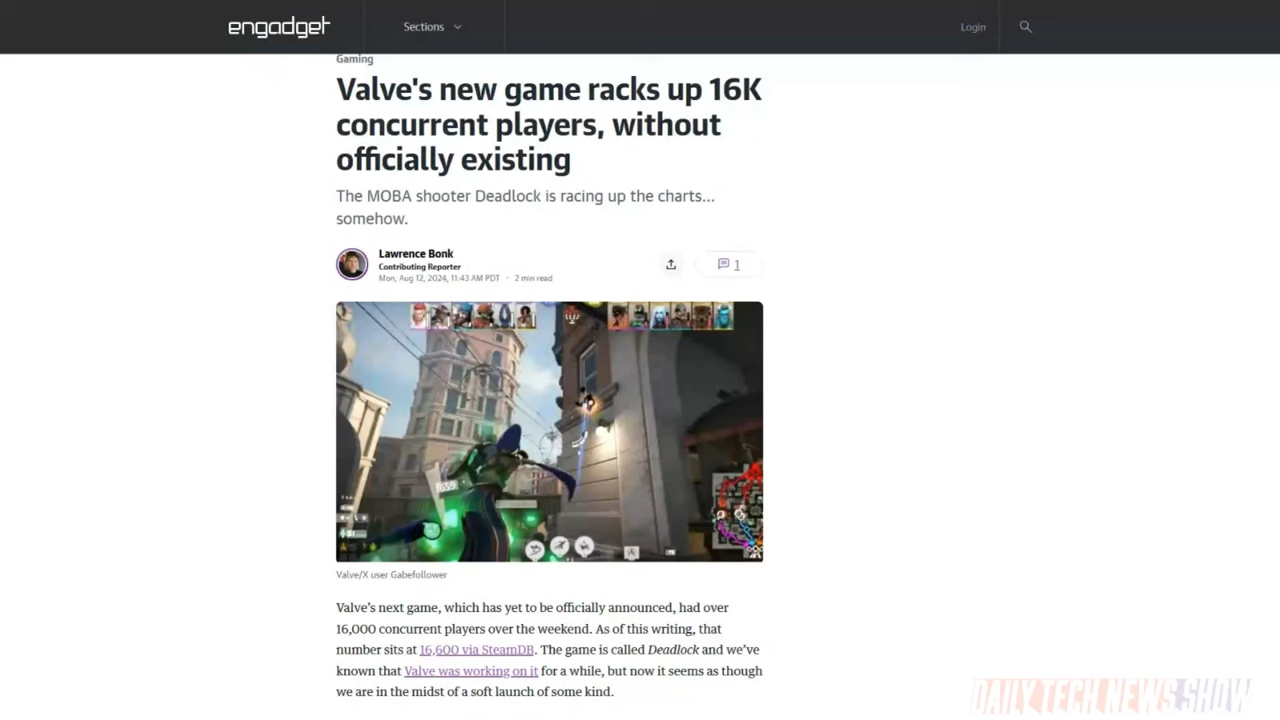 engadget
Sections
Login
Gaming
Valve's new game racks up 16K
concurrent players, without
officially existing
The MOBA shooter Deadlock is racing up the charts...
somehow.
Lawrence Bonk
Contributing Reporter
Mon, Aug 12, 2024, 11:43 AM PDT · 2 min read
1
Valve/X user Gabefollower
Valve's next game, which has yet to be officially announced, had over
16,000 concurrent players over the weekend. As of this writing, that
number sits at 16,600 via SteamDB. The game is called Deadlock and we've
known that Valve was working on it for a while, but now it seems as though
we are in the midst of a soft launch of some kind.
DAILY TECH NEWS SHOW